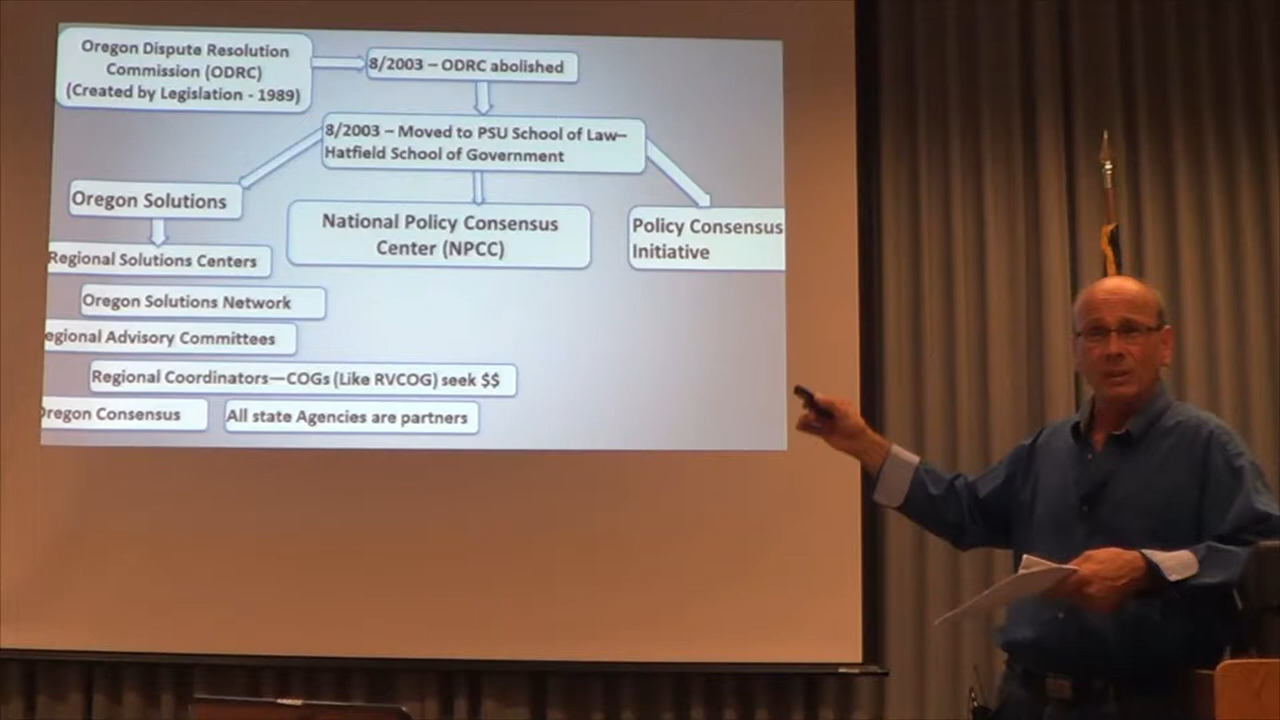 Oregon Dispute Resolution
Commission (ODRC)
(Created by Legislation - 1989)
8/2003 – ODRC abolished
8/2003 – Moved to PSU School of Law–
Hatfield School of Government
Oregon Solutions
National Policy Consensus
Center (NPCC)
Policy Consensus
Initiative
Regional Solutions Centers
Oregon Solutions Network
egional Advisory Committees
Regional Coordinators—COGs (Like RVCOG) seek $$
regon Consensus
All state Agencies are partners